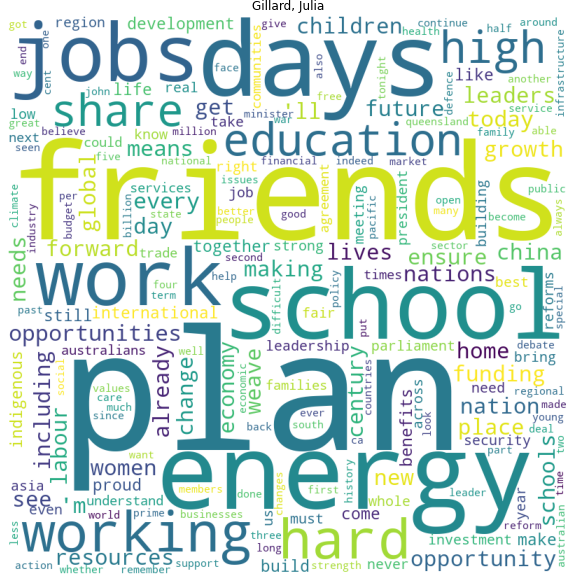 Gillard, Julia
got
region
development
give
children
continue
half
around
jobs
days
high
health
end
one
communities
face
also
another
infrastructure
way
cent
john
life
real
minister
free
tonight
defence
like
leaders
service
low
share
get
'll
future
queensland
family
able
great
could
means
take
war
today
next
five
know
education
seen
believe
million
financial
indeed
market
growth
climate
national
right
friends
industry
global
services
every
job
issues
agreement
meeting
president
open
building
public
budget
per
billion
state
day
better
people
good
pacific
many
become
always
needs
forward
trade
together
strong
lives
ensure
sector
china
work
second
making
times
nations
best
reforms
special
four
term
help
school
policy
go
past
still
international
difficult
fair
put
opportunities
leadership
parliament
debate
bring
indigenous
including
labour
australians
already
change
well
economy
economic
weave
families
century
countries
home
funding
social
plan
need
nation
regional
young
made
values
care
much
since
ever
back
south
ca
look
benefits
across
place
deal
two
women
want
security
part
time
asia
see
'm
proud
energy
members
done
first
history
new
leader
year
schools
australian
even
understand
businesses
changes
us
whole
come
less
world
prime
three
must
investment
make
reform
working
hard
long
resources
build
never
opportunity
action
whether
remember
support
strength